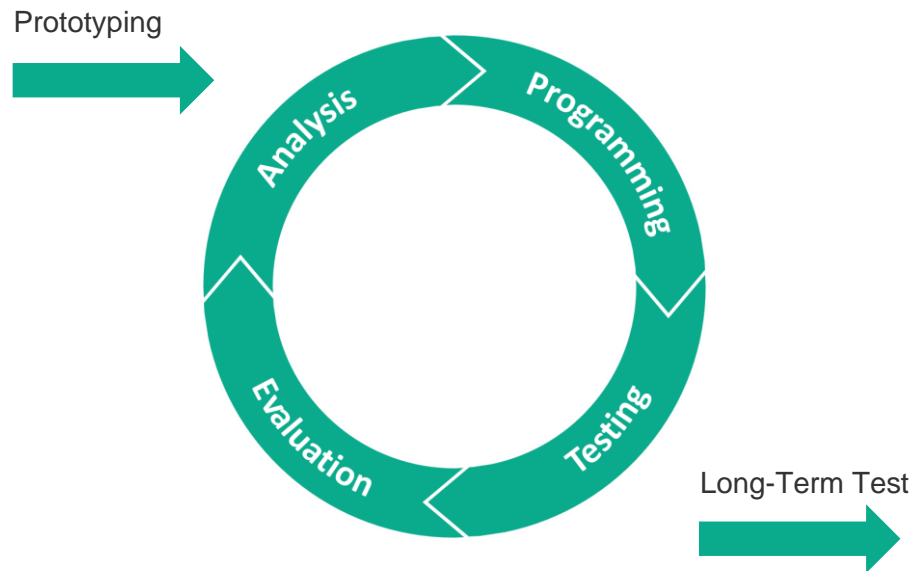 Prototyping
Analysis
Programming
Testing
Evaluation
Long-Term Test